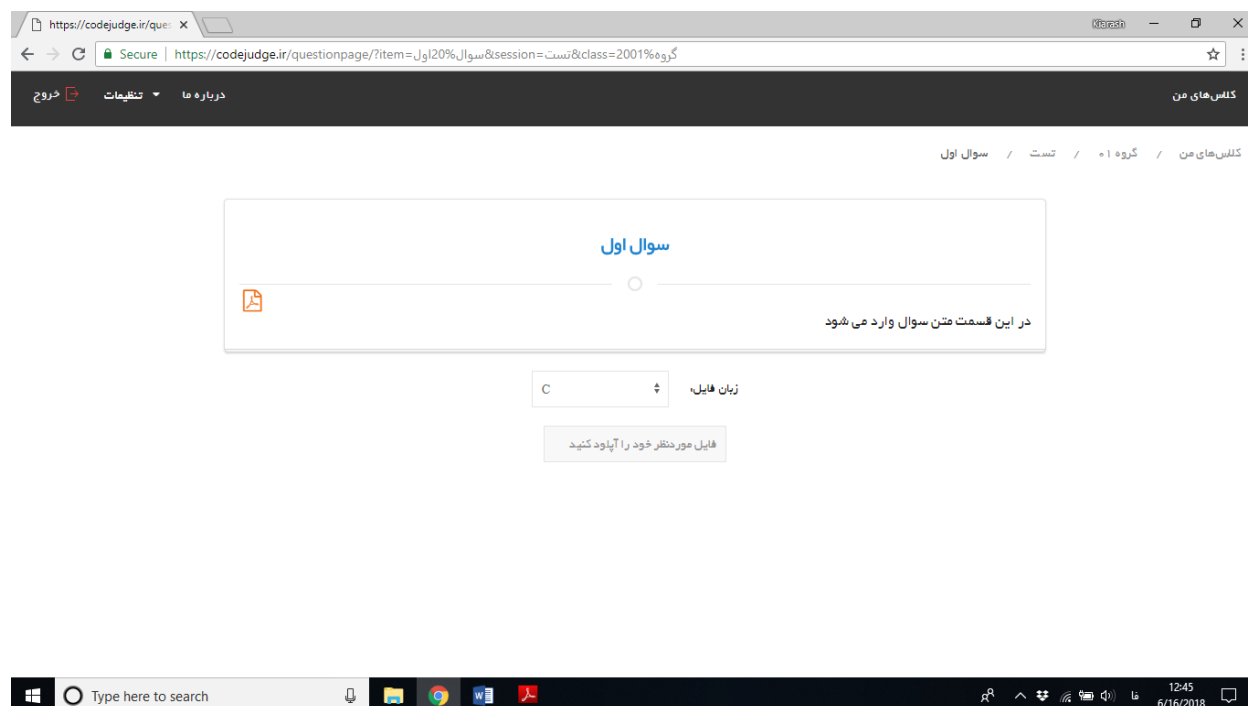 https://codejudge.ir/ques
Kiarash
Secure | https://codejudge.ir/questionpage/?item=سوال%20اول&session=تست&class=2001%گروه
کلاس‌های من
درباره ما
تنظیمات
خروج
کلاس‌های من / گروه ۰۱ / تست / سوال اول
سوال اول
در این قسمت متن سوال وارد می شود
زبان فایل:
C
فایل موردنظر خود را آپلود کنید
Type here to search
فا
12:45
6/16/2018